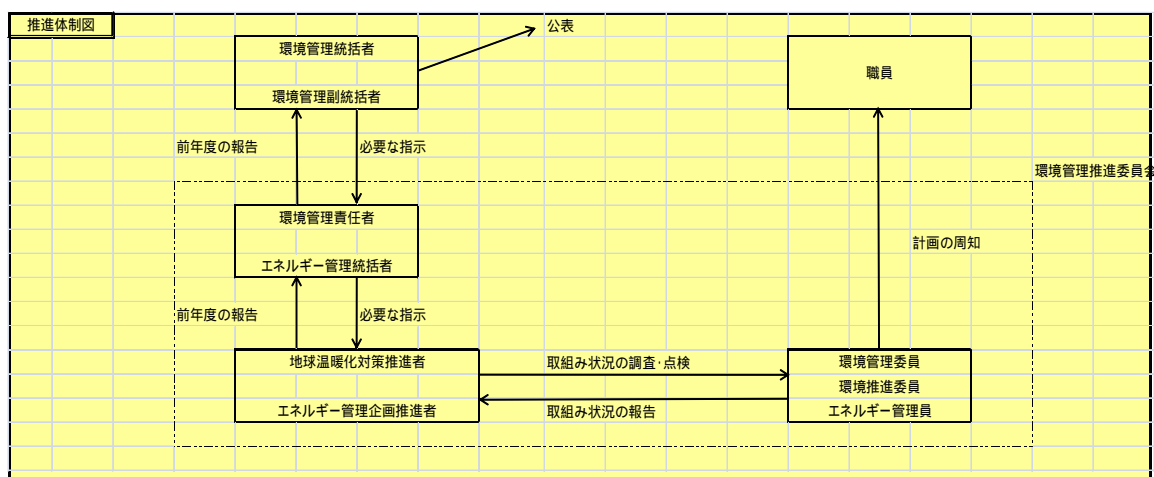 推進体制図
公表
環境管理統括者
環境管理副統括者
職員
前年度の報告
必要な指示
環境管理推進委員会
環境管理責任者
エネルギー管理統括者
計画の周知
前年度の報告
必要な指示
地球温暖化対策推進者
エネルギー管理企画推進者
取組み状況の調査・点検
取組み状況の報告
環境管理委員
環境推進委員
エネルギー管理員